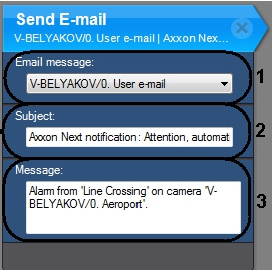 Send E-mail
V-BELYAKOV/0. User e-mail | Axxon Nex...
Email message:
V-BELYAKOV/0. User e-mail
1
Subject:
Axxon Next notification: Attention, automat
2
Message:
Alarm from 'Line Crossing' on camera 'V-
BELYAKOV/0. Aeroport'.
3